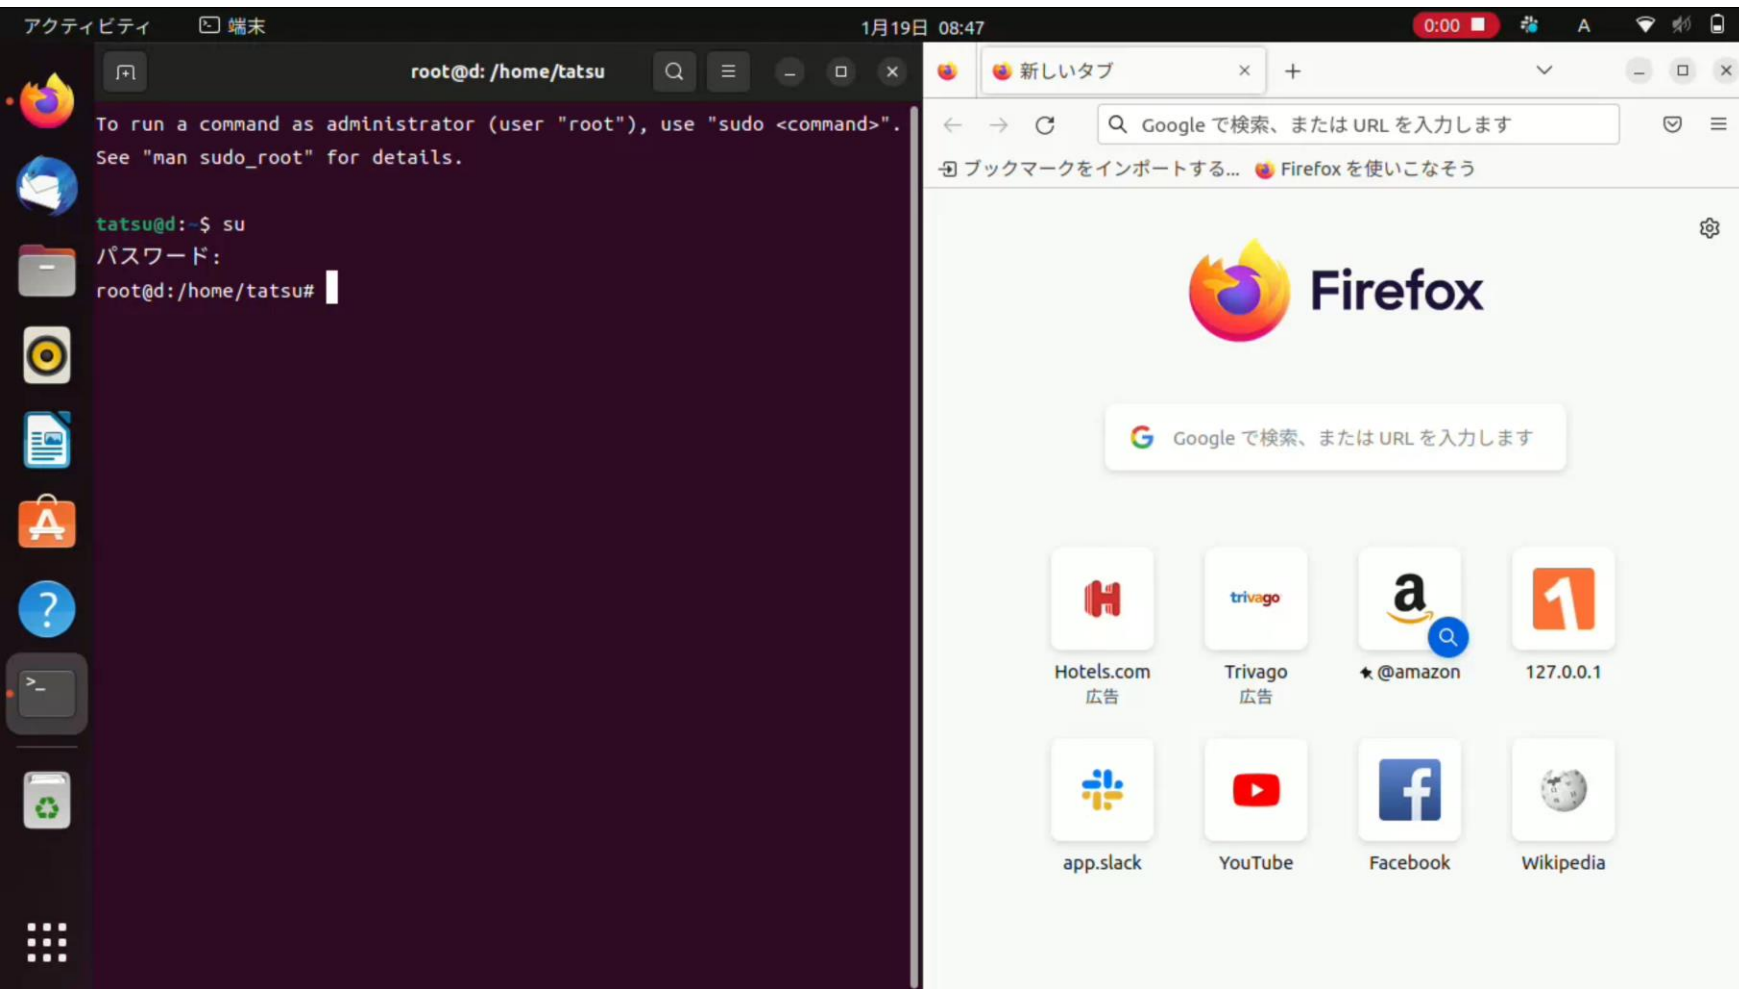 アクティビティ
端末
1月19日 08:47
0:00
A
root@d: /home/tatsu
To run a command as administrator (user "root"), use "sudo <command>".
See "man sudo_root" for details.
tatsu@d:~$ su
パスワード:
root@d:/home/tatsu#
新しいタブ
Google で検索、または URL を入力します
ブックマークをインポートする...
Firefox を使いこなそう
Firefox
Google で検索、または URL を入力します
trivago
a
1
Hotels.com
広告
Trivago
広告
@amazon
127.0.0.1
app.slack
YouTube
Facebook
Wikipedia